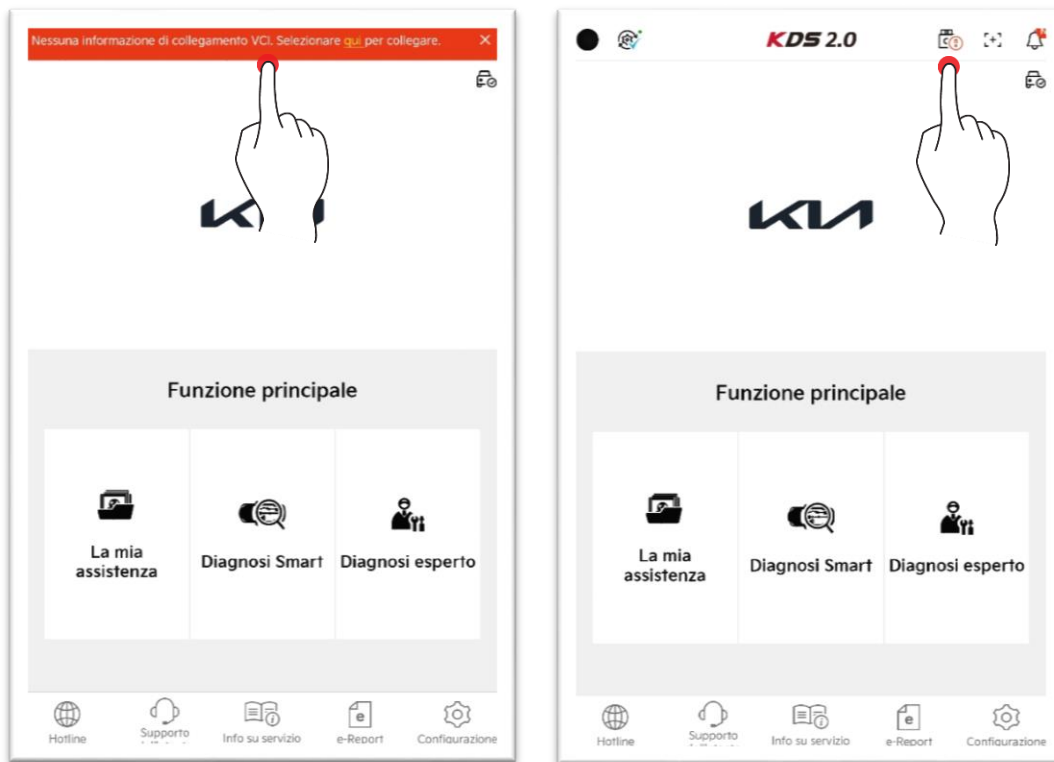 Nessuna informazione di collegamento VCI. Selezionare qui per collegare.
KIA
Funzione principale
La mia
assistenza
Diagnosi Smart
Diagnosi esperto
Hotline
Supporto
Info su servizio
e-Report
Configurazione
KDS 2.0
KIA
Funzione principale
La mia
assistenza
Diagnosi Smart
Diagnosi esperto
Hotline
Supporto
Info su servizio
e-Report
Configurazione